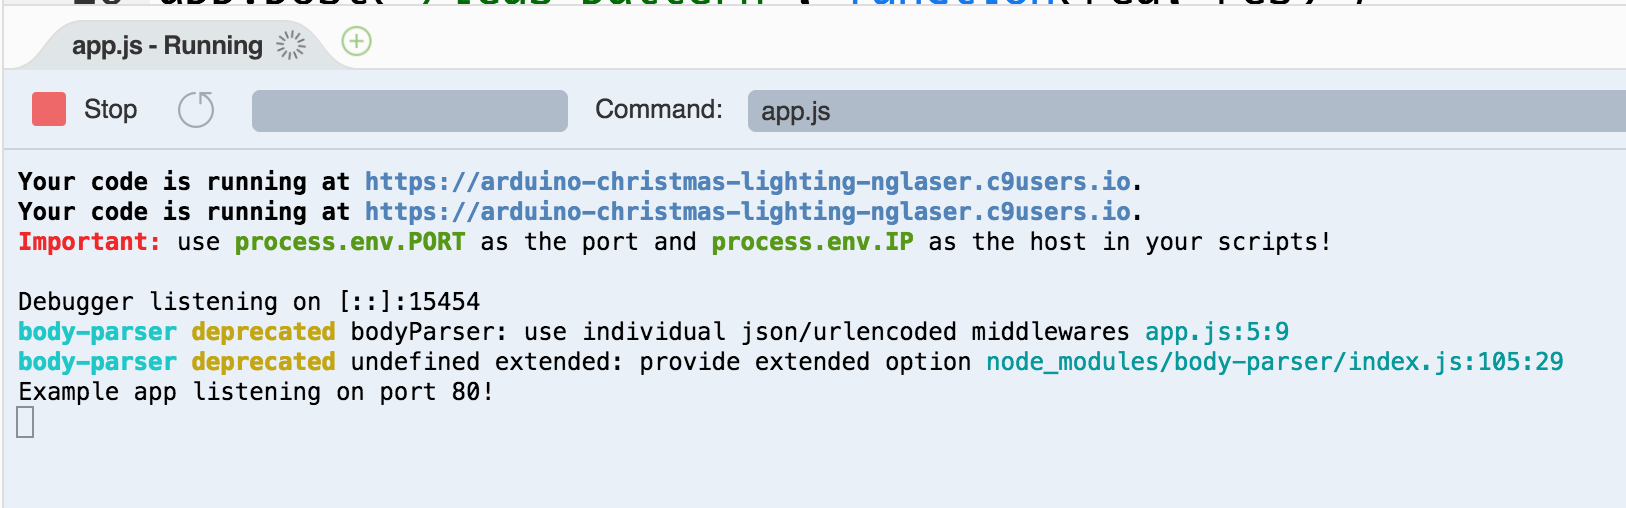 app.js - Running
Stop
Command:
app.js
Your code is running at https://arduino-christmas-lighting-nglaser.c9users.io.
Your code is running at https://arduino-christmas-lighting-nglaser.c9users.io.
Important: use process.env.PORT as the port and process.env.IP as the host in your scripts!
Debugger listening on [::]:15454
body-parser deprecated bodyParser: use individual json/urlencoded middlewares app.js:5:9
body-parser deprecated undefined extended: provide extended option node_modules/body-parser/index.js:105:29
Example app listening on port 80!